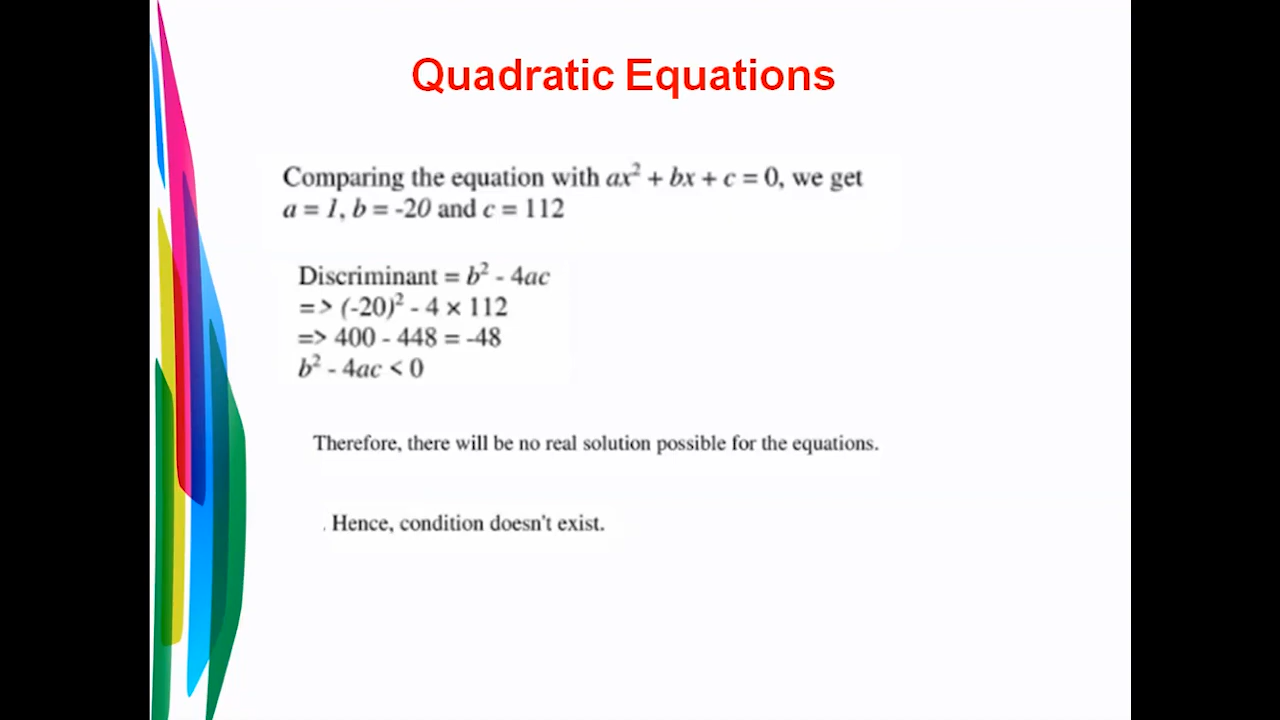 Quadratic Equations
Comparing the equation with ax² + bx + c = 0, we get
a = 1, b = -20 and c = 112
Discriminant = b² - 4ac
= > (-20)² - 4 × 112
=> 400 - 448 = -48
b² - 4ac < 0
Therefore, there will be no real solution possible for the equations.
. Hence, condition doesn't exist.